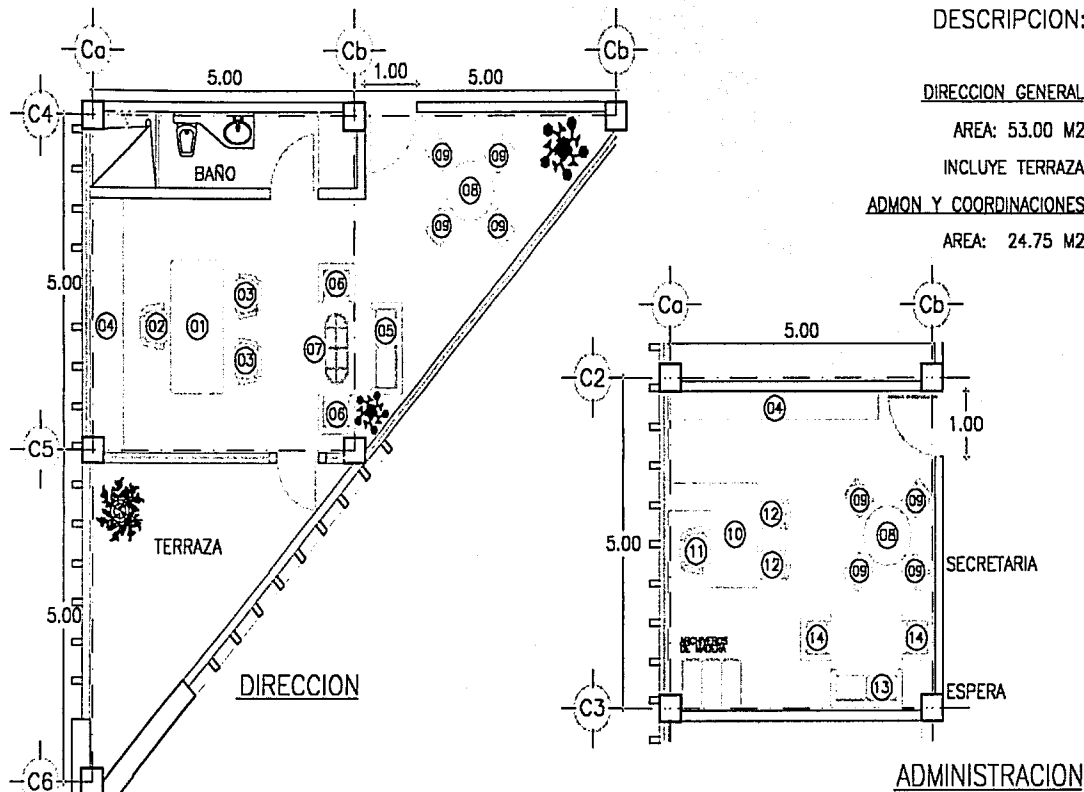 DESCRIPCION:
Ca
Cb
Cb
5.00
1.00
5.00
DIRECCION GENERAL
AREA: 53.00 M2
INCLUYE TERRAZA
ADMON Y COORDINACIONES
AREA: 24.75 M2
C4
BAÑO
09
09
08
09
09
5.00
04
02
01
03
03
06
07
05
06
C5
TERRAZA
5.00
DIRECCION
C6
Ca
Cb
5.00
C2
04
1.00
5.00
12
09
09
11
10
08
12
09
09
SECRETARIA
14
14
ARCHIVEROS
DE MADERA
13
ESPERA
C3
ADMINISTRACION